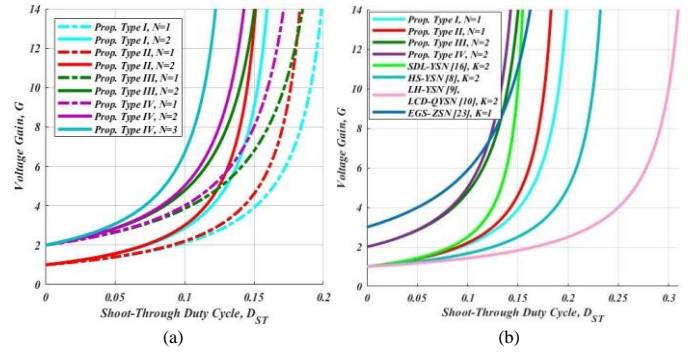 14
12
10
8
6
4
2
0
Voltage Gain, G
Prop. Type I, N=1
Prop. Type I, N=2
Prop. Type II, N=1
Prop. Type II, N=2
Prop. Type III, N=1
Prop. Type III, N=2
Prop. Type IV, N=1
Prop. Type IV, N=2
Prop. Type IV, N=3
0 0.05 0.1 0.15 0.2
Shoot-Through Duty Cycle, D_ST
(a)
14
12
10
8
6
4
2
0
Voltage Gain, G
Prop. Type I, N=1
Prop. Type II, N=1
Prop. Type III, N=2
Prop. Type IV, N=2
SDL-YSN [16], K=2
HS-YSN [8], K=2
LH-YSN [9],
LCD-QYSN [10], K=2
EGS- ZSN [23], K=1
0 0.05 0.1 0.15 0.2 0.25 0.3
Shoot-Through Duty Cycle, D_ST
(b)